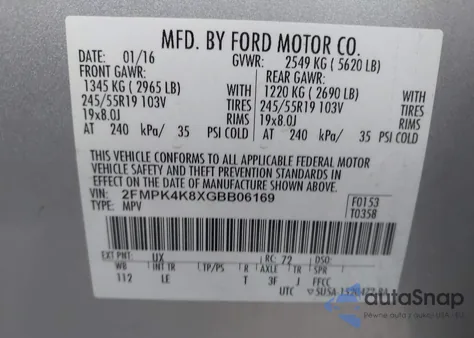 MFD. BY FORD MOTOR CO.
DATE: 01/16 GVWR: 2549 KG ( 5620 LB)
FRONT GAWR: REAR GAWR:
1345 KG ( 2965 LB) WITH 1220 KG ( 2690 LB) WITH
245/55R19 103V TIRES 245/55R19 103V TIRES
19x8.0J RIMS 19x8.0J RIMS
AT 240 kPa/ 35 PSI COLD AT 240 kPa/ 35 PSI COLD
THIS VEHICLE CONFORMS TO ALL APPLICABLE FEDERAL MOTOR
VEHICLE SAFETY AND THEFT PREVENTION STANDARDS IN
EFFECT ON THE DATE OF MANUFACTURE SHOWN ABOVE.
VIN: 2FMPK4K8XGBB06169 F0153
TYPE: MPV T0358
EXT PNT: UX RC: 72 DSO:
WB INT TR TP/PS R AXLE TR SPR
112 LE T 3F J FFCC
UTC
autoSnap